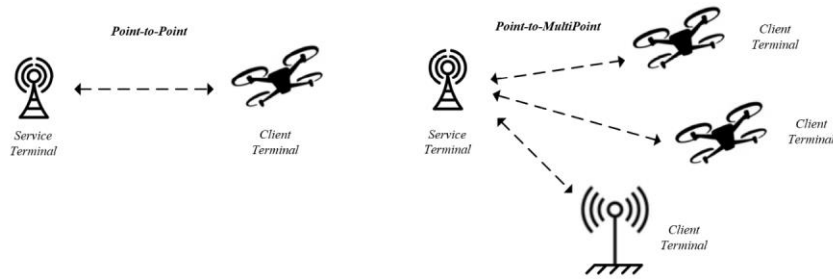 Point-to-Point
Service
Terminal
Client
Terminal
Point-to-MultiPoint
Client
Terminal
Service
Terminal
Client
Terminal
Client
Terminal